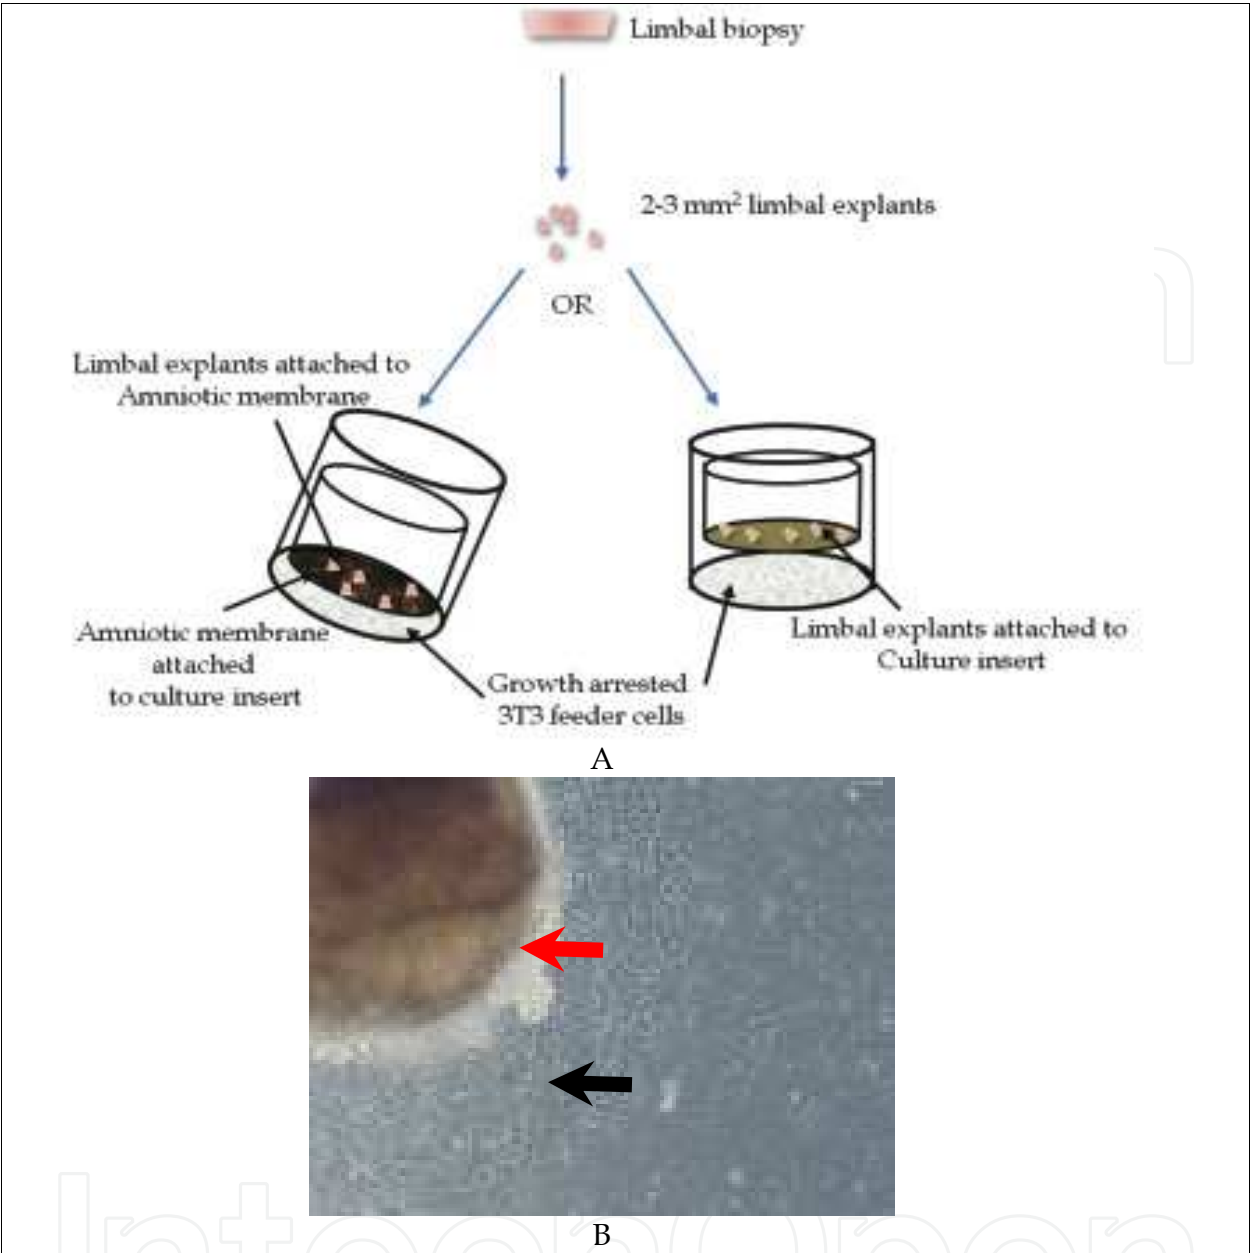 Limbal biopsy
2-3 mm² limbal explants
OR
Limbal explants attached to
Amniotic membrane
Amniotic membrane
attached
to culture insert
Growth arrested
3T3 feeder cells
Limbal explants attached to
Culture insert
A
B
IntechOpen